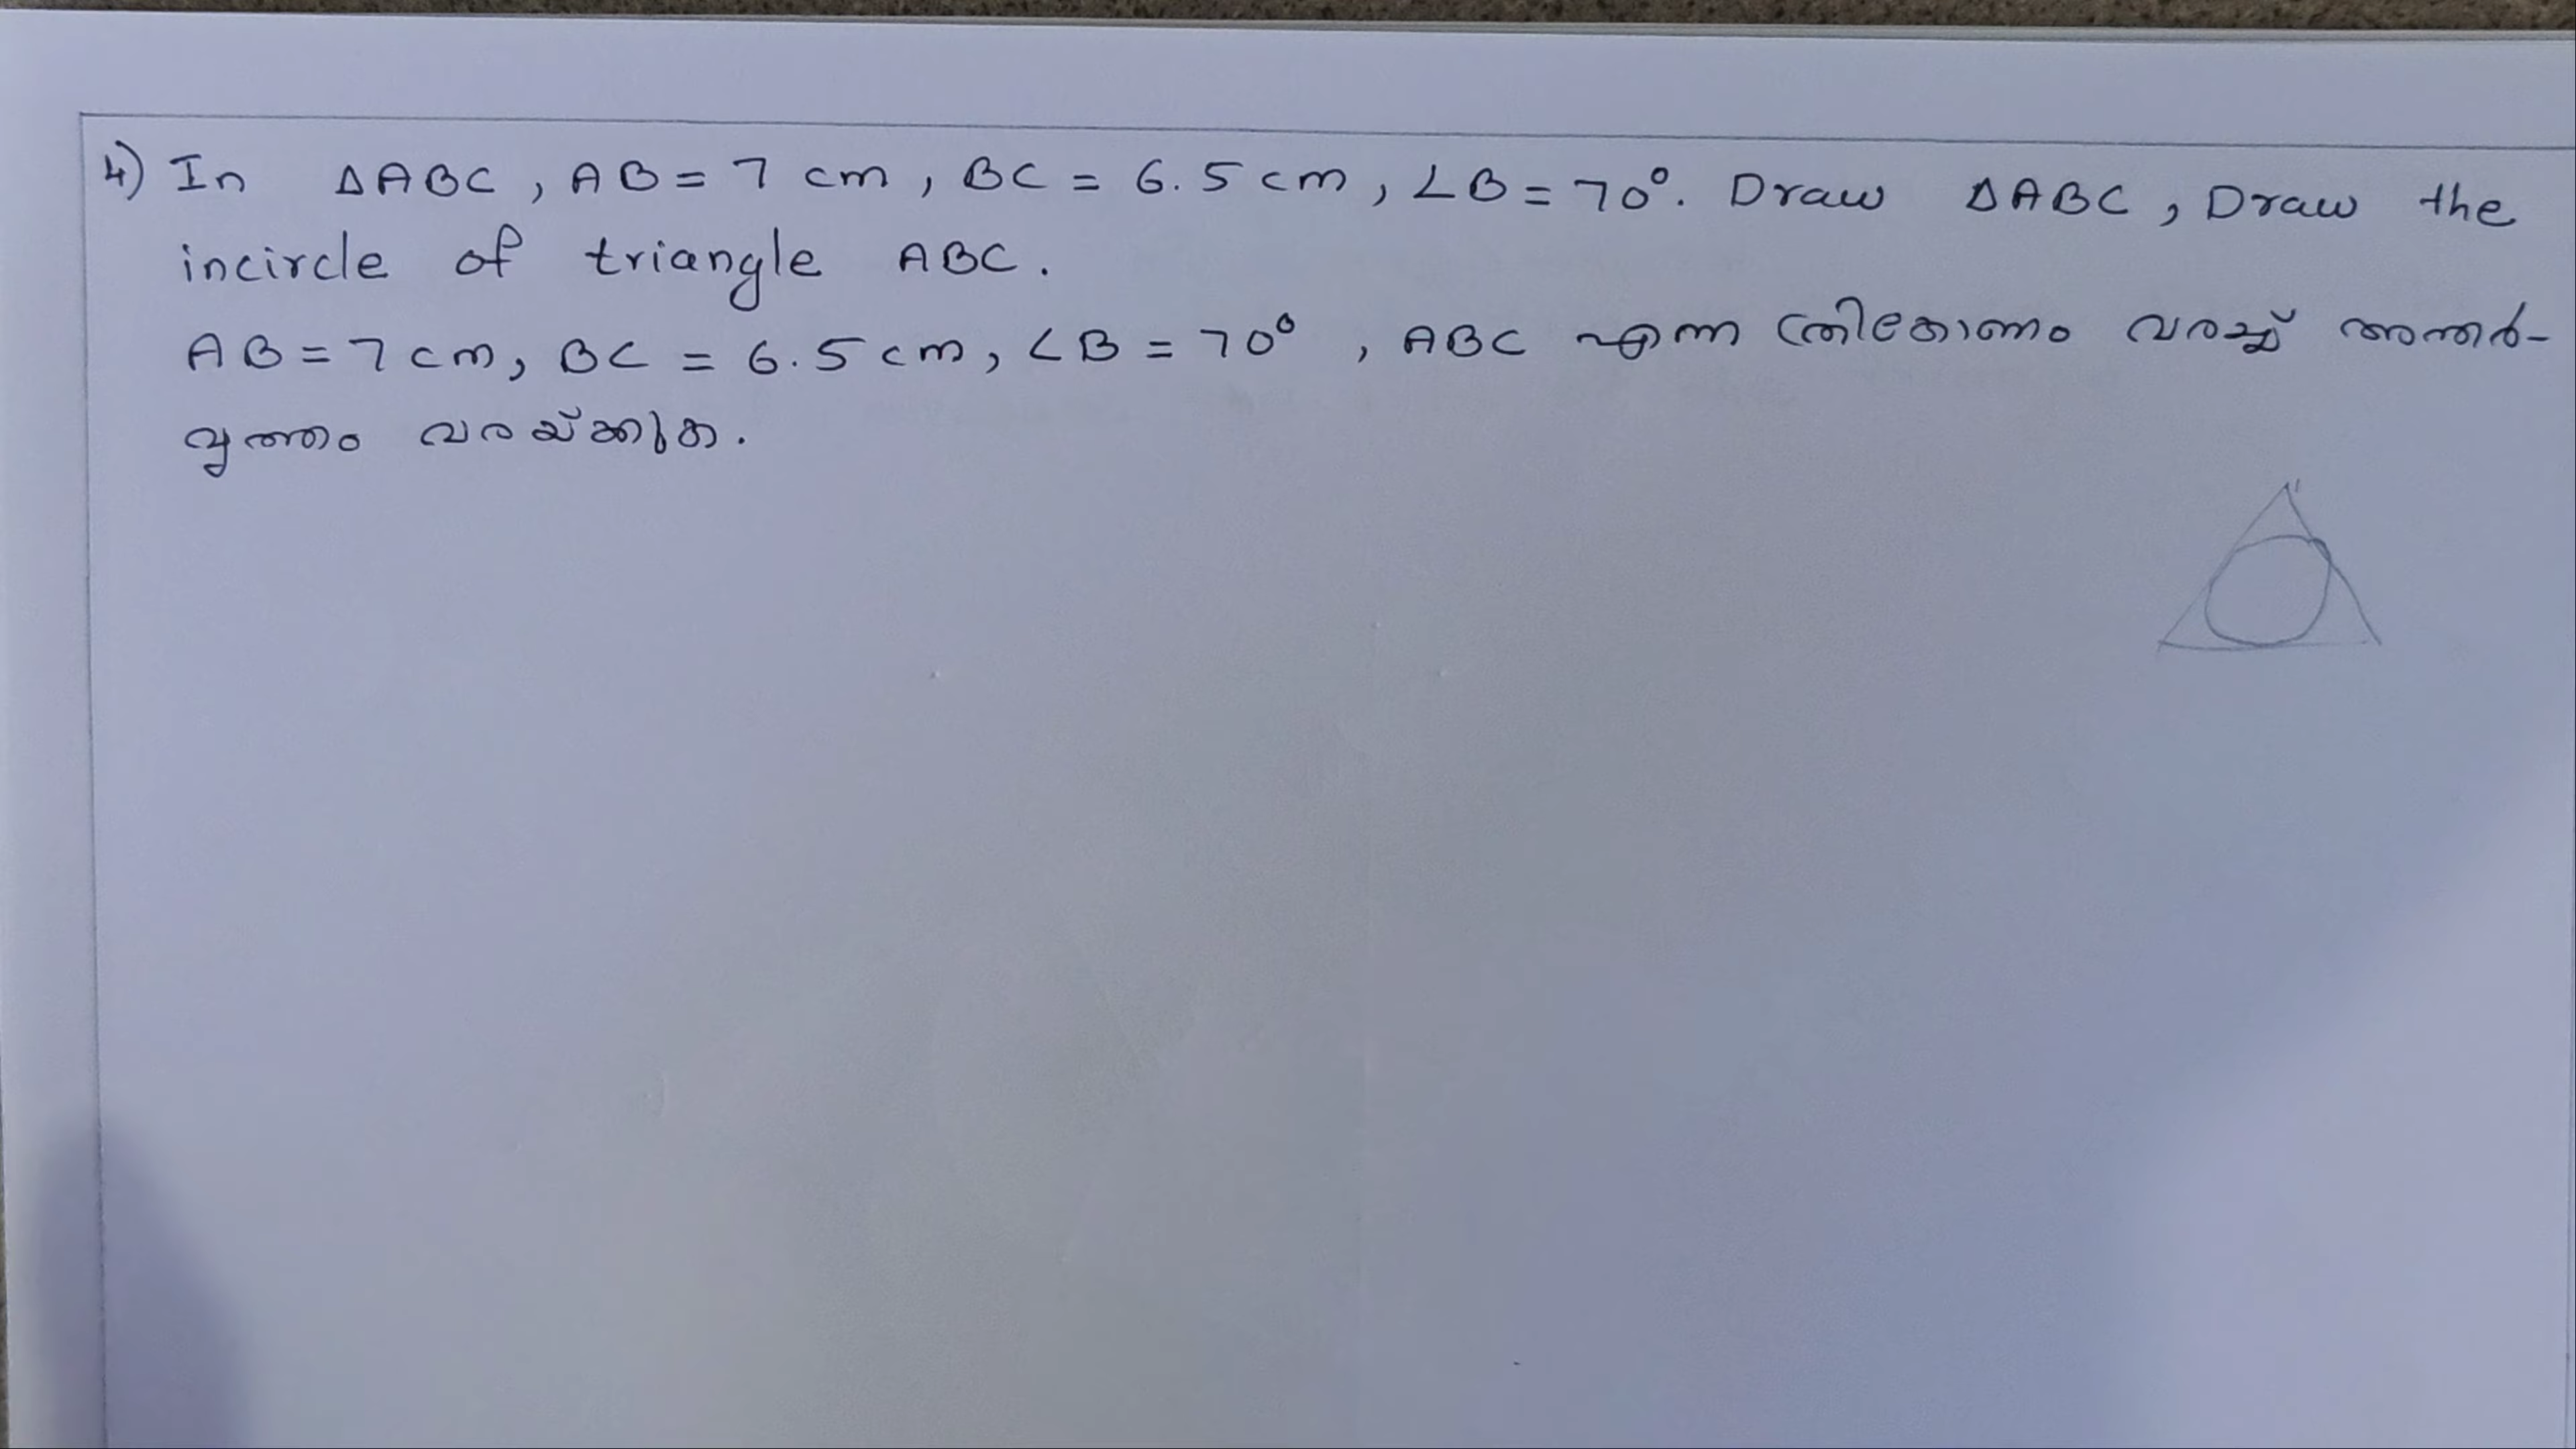 4) In ΔABC, AB = 7 cm, BC = 6.5 cm, ∠B = 70°. Draw ΔABC, Draw the
incircle of triangle ABC.
AB = 7 cm, BC = 6.5 cm, ∠B = 70°, ABC എന്ന ത്രികോണം വരച്ച് അന്തർ-
വൃത്തം വരയ്ക്കുക.